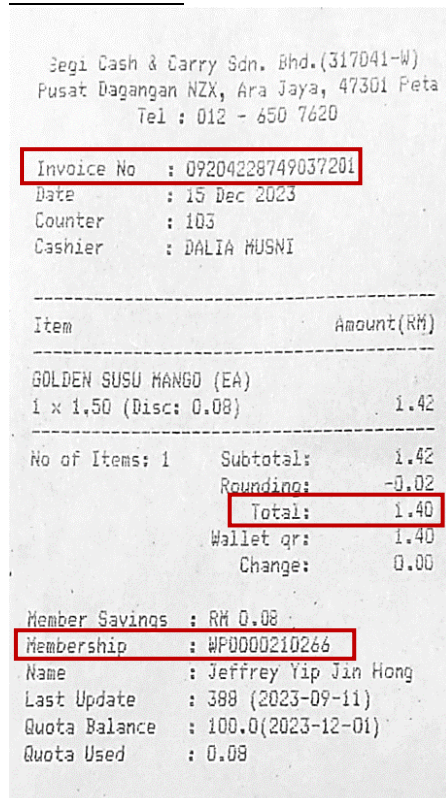 Segi Cash & Carry Sdn. Bhd.(317041-W)
Pusat Dagangan NZX, Ara Jaya, 47301 Peta
Tel : 012 - 650 7620
Invoice No : 09204228749037201
Date : 15 Dec 2023
Counter : 103
Cashier : DALIA MUSNI
Item Amount(RM)
GOLDEN SUSU MANGO (EA)
1 x 1.50 (Disc: 0.08) 1.42
No of Items: 1 Subtotal: 1.42
Rounding: -0.02
Total: 1.40
Wallet qr: 1.40
Change: 0.00
Member Savings : RM 0.08
Membership : WP0000210266
Name : Jeffrey Yip Jin Hong
Last Update : 388 (2023-09-11)
Quota Balance : 100.0(2023-12-01)
Quota Used : 0.08